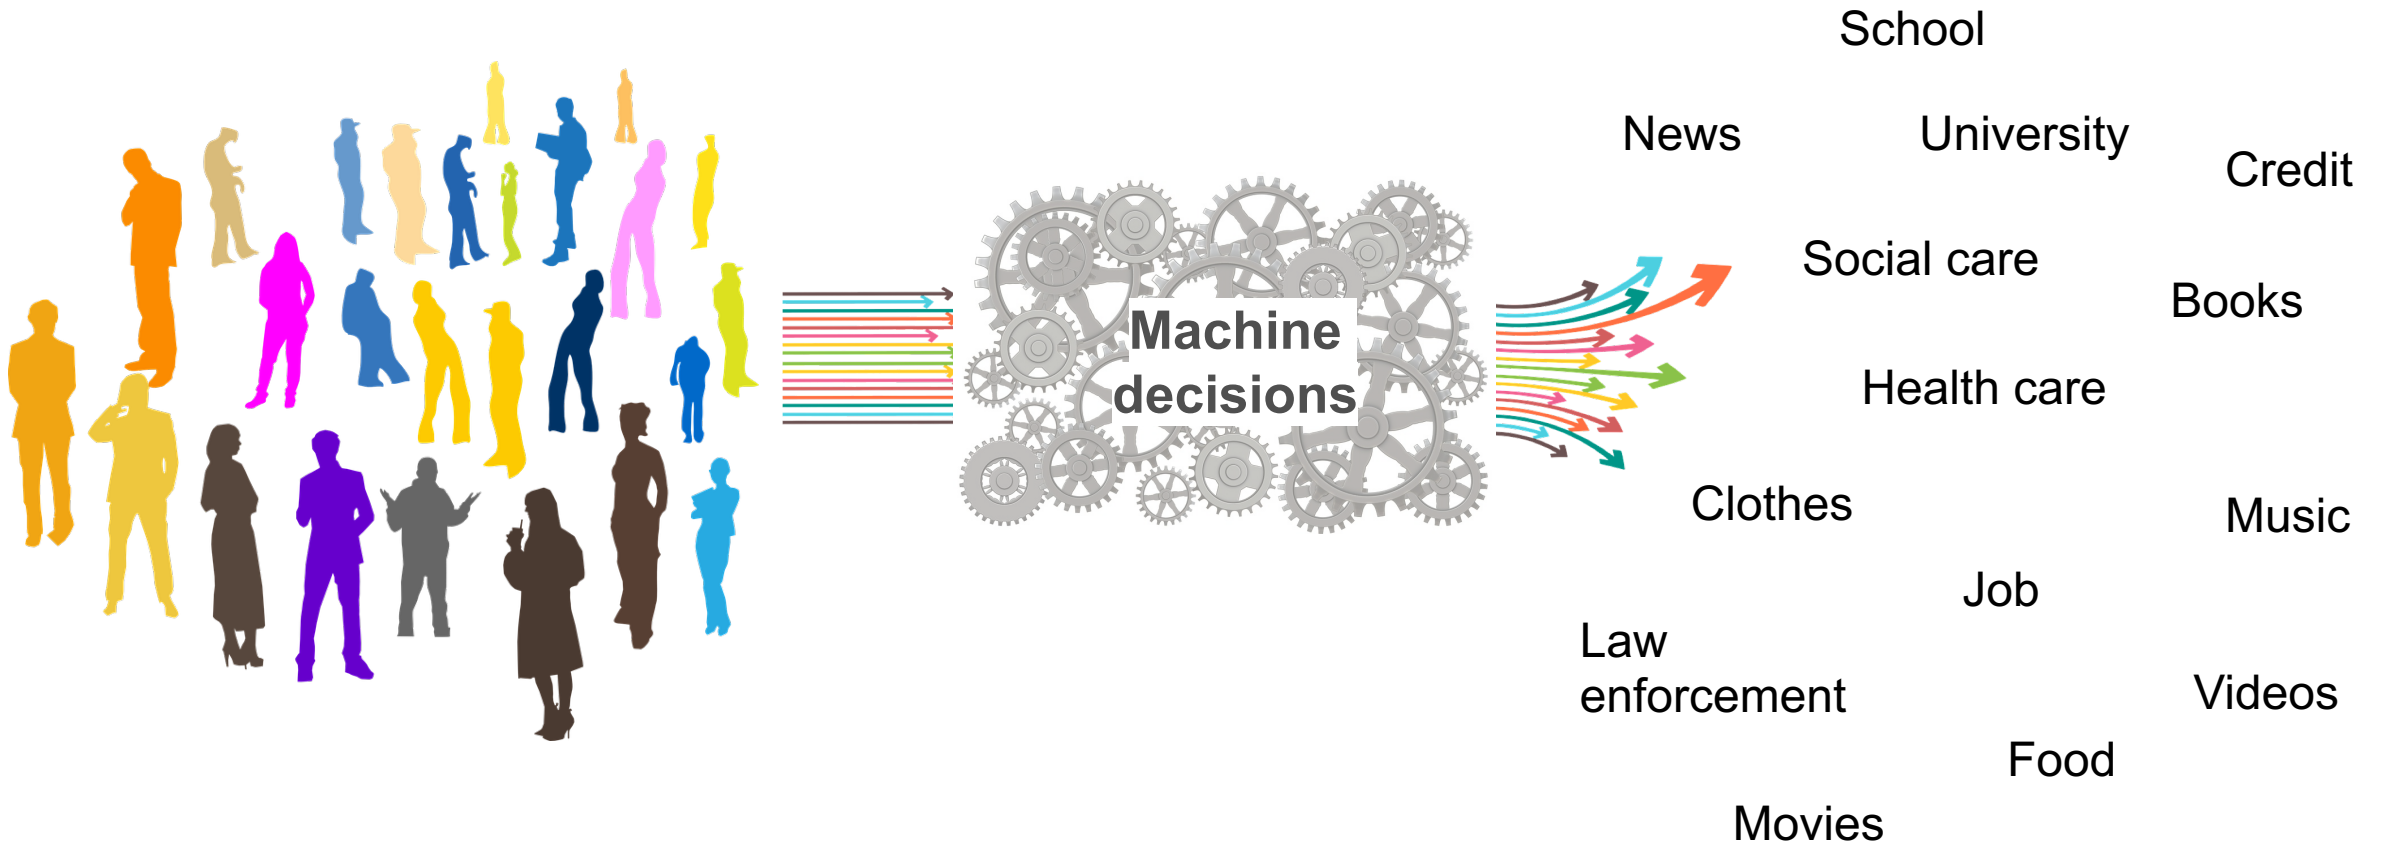 School
News
University
Credit
Social care
Books
Machine
decisions
Health care
Clothes
Music
Job
Law
enforcement
Videos
Food
Movies